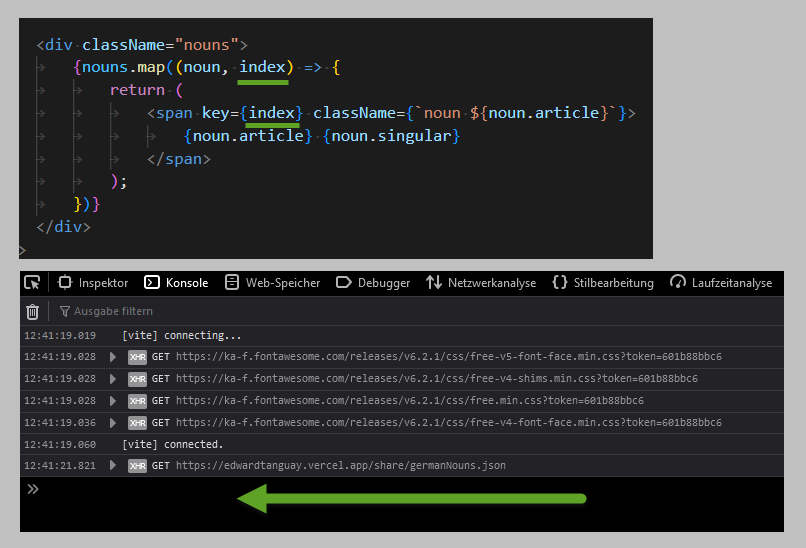 <div className="nouns">
{nouns.map((noun, index) => {
return (
<span key={index} className={`noun ${noun.article}`}>
{noun.article} {noun.singular}
</span>
);
})}
</div>
>
Inspektor Konsole Web-Speicher Debugger Netzwerkanalyse Stilbearbeitung Laufzeitanalyse
Ausgabe filtern
12:41:19.019 [vite] connecting...
12:41:19.028 XHR GET https://ka-f.fontawesome.com/releases/v6.2.1/css/free-v5-font-face.min.css?token=601b88bbc6
12:41:19.028 XHR GET https://ka-f.fontawesome.com/releases/v6.2.1/css/free-v4-shims.min.css?token=601b88bbc6
12:41:19.028 XHR GET https://ka-f.fontawesome.com/releases/v6.2.1/css/free.min.css?token=601b88bbc6
12:41:19.036 XHR GET https://ka-f.fontawesome.com/releases/v6.2.1/css/free-v4-font-face.min.css?token=601b88bbc6
12:41:19.060 [vite] connected.
12:41:21.821 XHR GET https://edwardtanguay.vercel.app/share/germanNouns.json